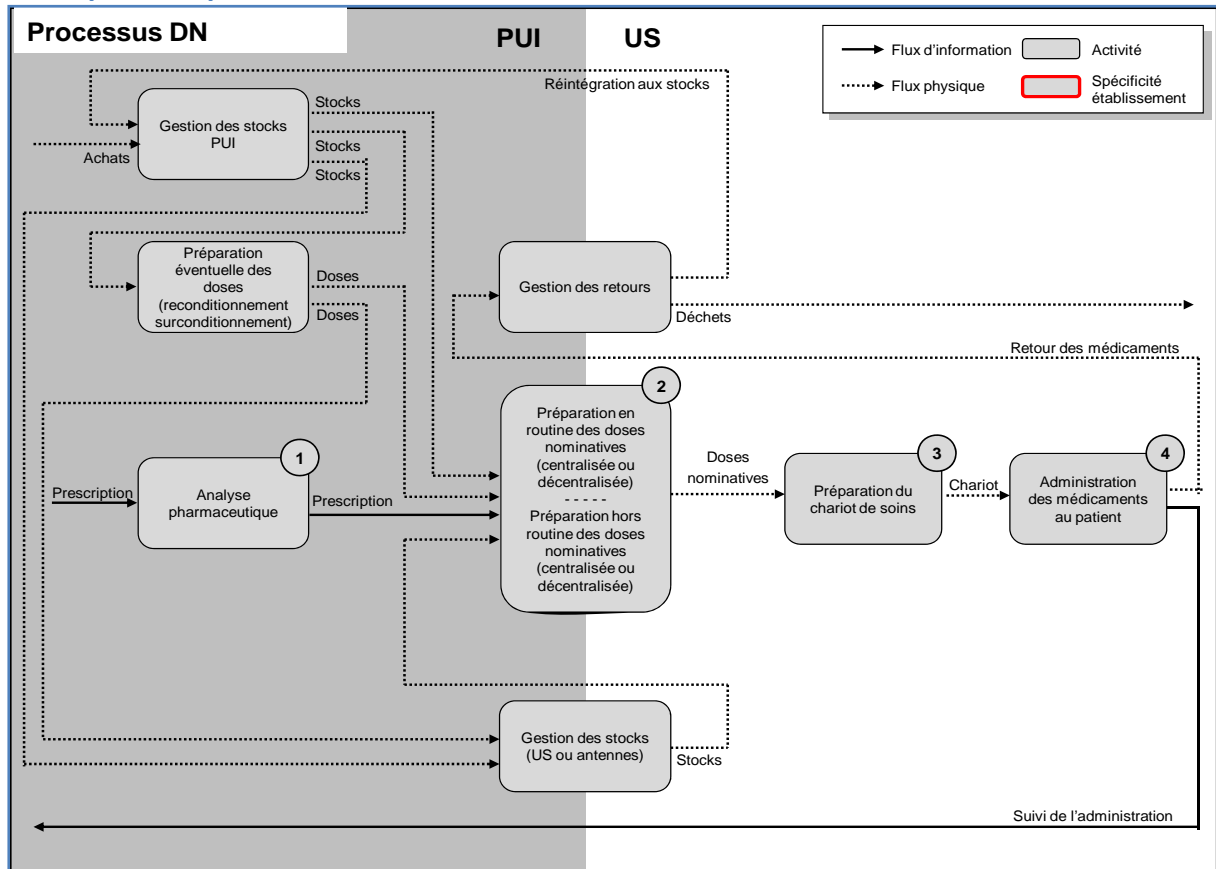 Processus DN
PUI
US
Flux d'information
Activité
Flux physique
Spécificité
établissement
Réintégration aux stocks
Stocks
Gestion des stocks
PUI
Stocks
Achats
Stocks
Préparation
éventuelle des
doses
(reconditionnement
surconditionnement)
Doses
Doses
Gestion des retours
Déchets
Retour des médicaments
2
Préparation en
routine des doses
nominatives
(centralisée ou
décentralisée)
- - - - -
Préparation hors
routine des doses
nominatives
(centralisée ou
décentralisée)
1
Prescription
Analyse
pharmaceutique
Prescription
Doses
nominatives
3
Préparation du
chariot de soins
Chariot
4
Administration
des médicaments
au patient
Gestion des stocks
(US ou antennes)
Stocks
Suivi de l'administration